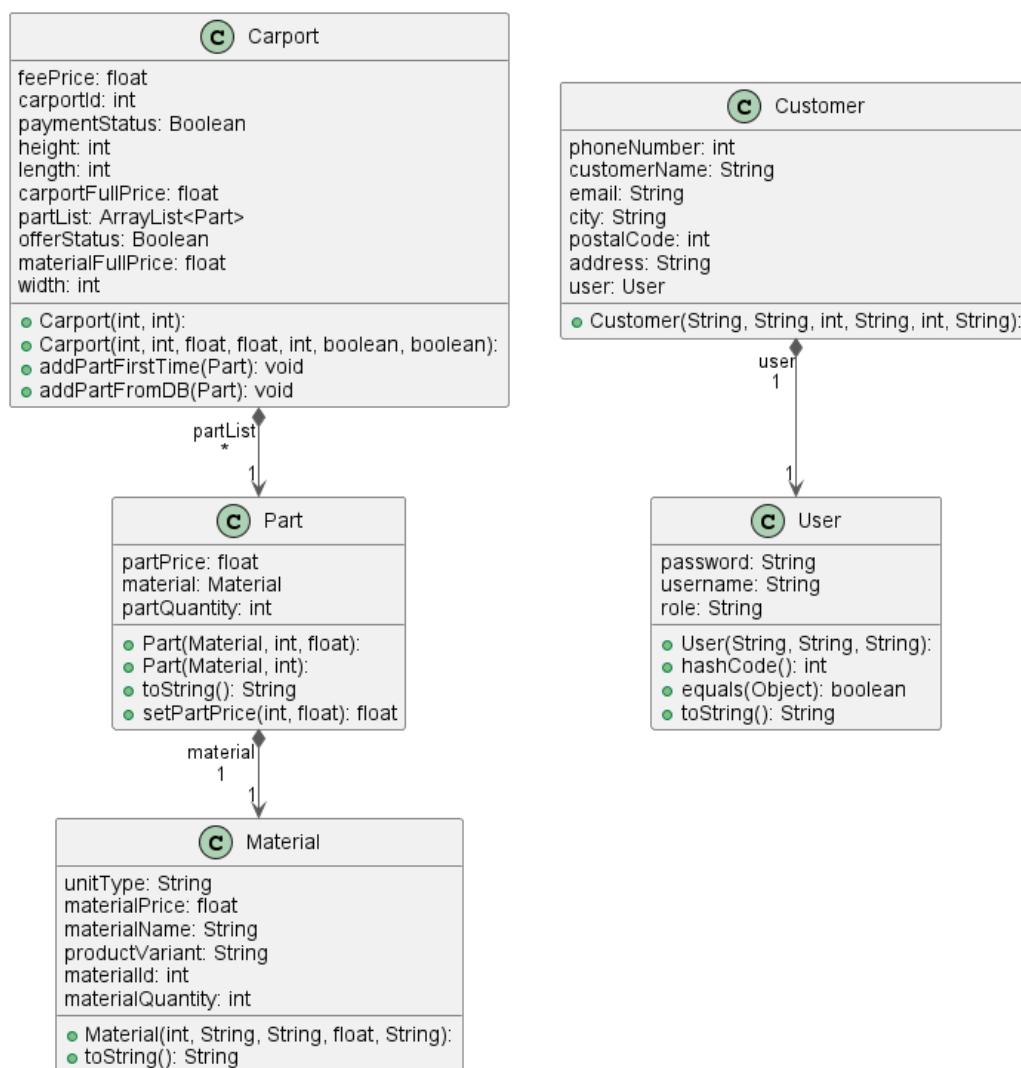 C Carport
feePrice: float
carportId: int
paymentStatus: Boolean
height: int
length: int
carportFullPrice: float
partList: ArrayList<Part>
offerStatus: Boolean
materialFullPrice: float
width: int
Carport(int, int):
Carport(int, int, float, float, int, boolean, boolean):
addPartFirstTime(Part): void
addPartFromDB(Part): void
C Customer
phoneNumber: int
customerName: String
email: String
city: String
postalCode: int
address: String
user: User
Customer(String, String, int, String, int, String):
partList
*
1
user
1
1
C Part
partPrice: float
material: Material
partQuantity: int
Part(Material, int, float):
Part(Material, int):
toString(): String
setPartPrice(int, float): float
C User
password: String
username: String
role: String
User(String, String, String):
hashCode(): int
equals(Object): boolean
toString(): String
material
1
1
C Material
unitType: String
materialPrice: float
materialName: String
productVariant: String
materialId: int
materialQuantity: int
Material(int, String, String, float, String):
toString(): String